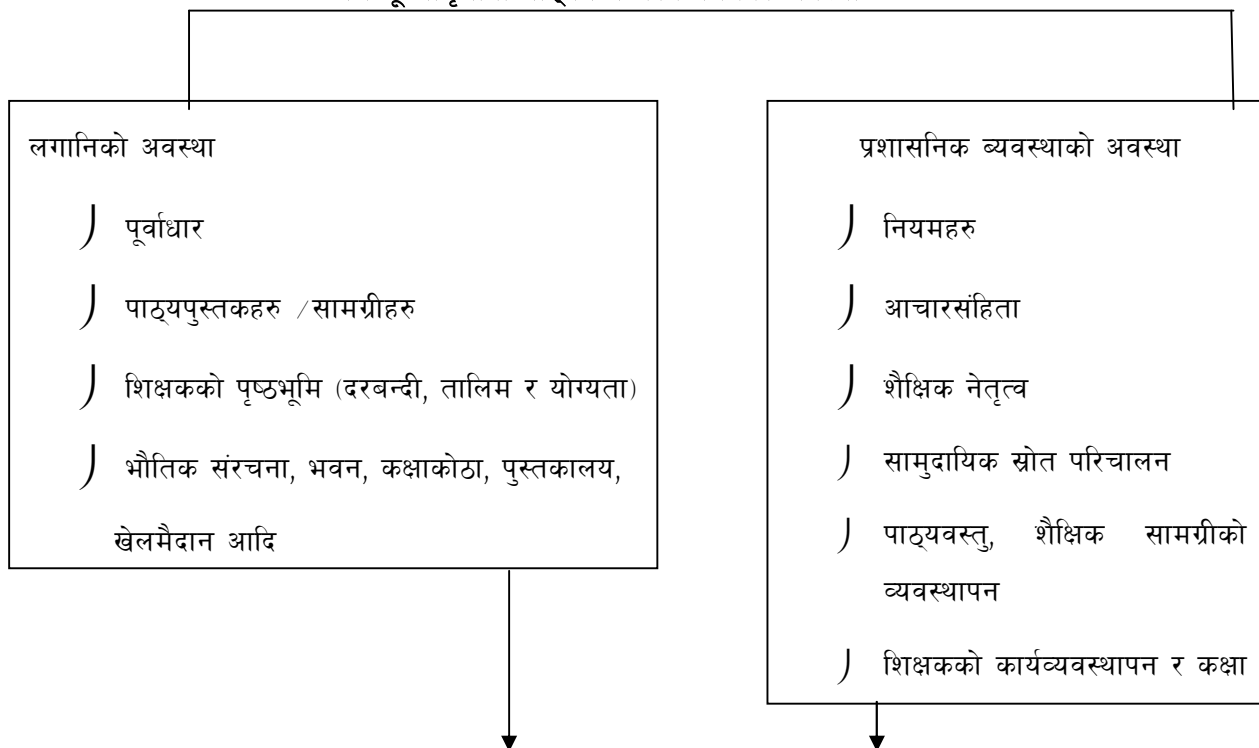 लगानिको अवस्था
पूर्वाधार
पाठ्यपुस्तकहरु /सामग्रीहरु
शिक्षकको पृष्ठभूमि (दरबन्दी, तालिम र योग्यता)
भौतिक संरचना, भवन, कक्षाकोठा, पुस्तकालय,
खेलमैदान आदि
प्रशासनिक ब्यवस्थाको अवस्था
नियमहरु
आचारसंहिता
शैक्षिक नेतृत्व
सामुदायिक स्रोत परिचालन
पाठ्यवस्तु, शैक्षिक सामग्रीको
व्यवस्थापन
शिक्षकको कार्यव्यवस्थापन र कक्षा